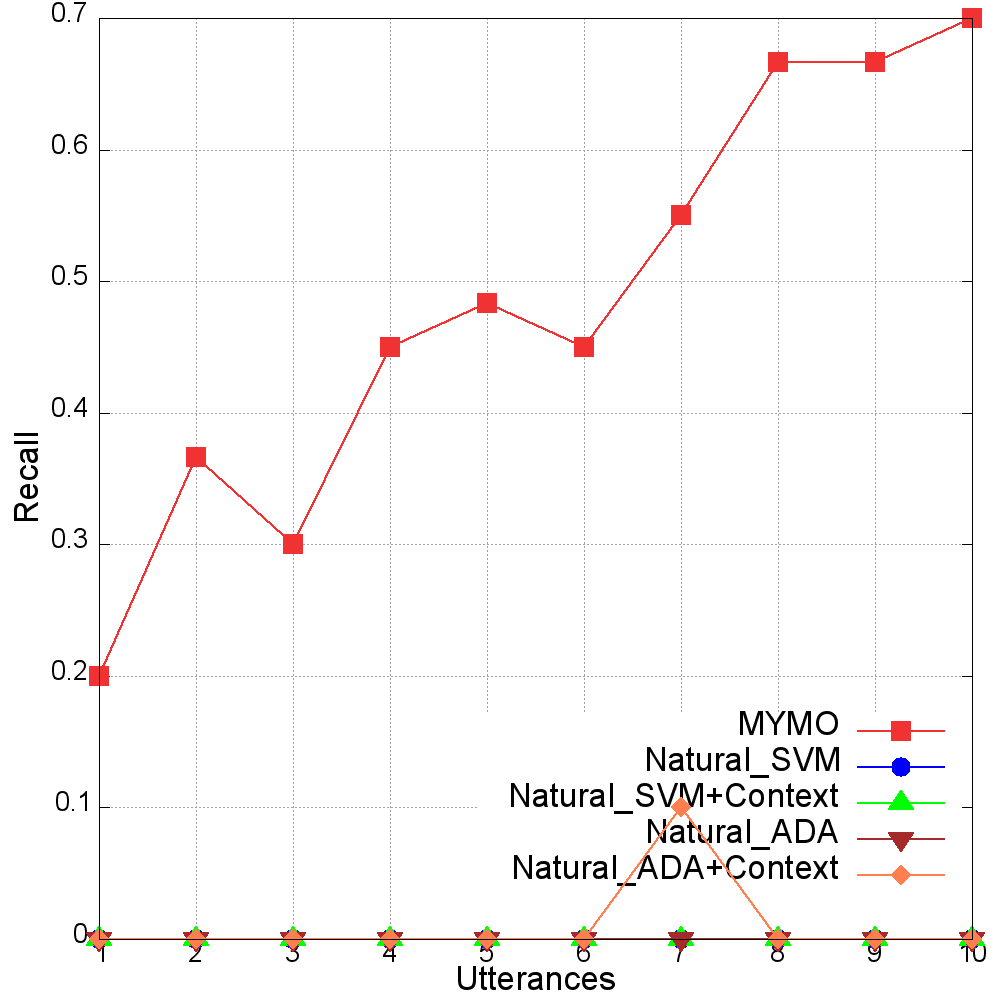 0.7
0.6
0.5
0.4
0.3
0.2
0.1
0
Recall
MYMO
Natural_SVM
Natural_SVM+Context
Natural_ADA
Natural_ADA+Context
1 2 3 4 5 6 7 8 9 10
Utterances